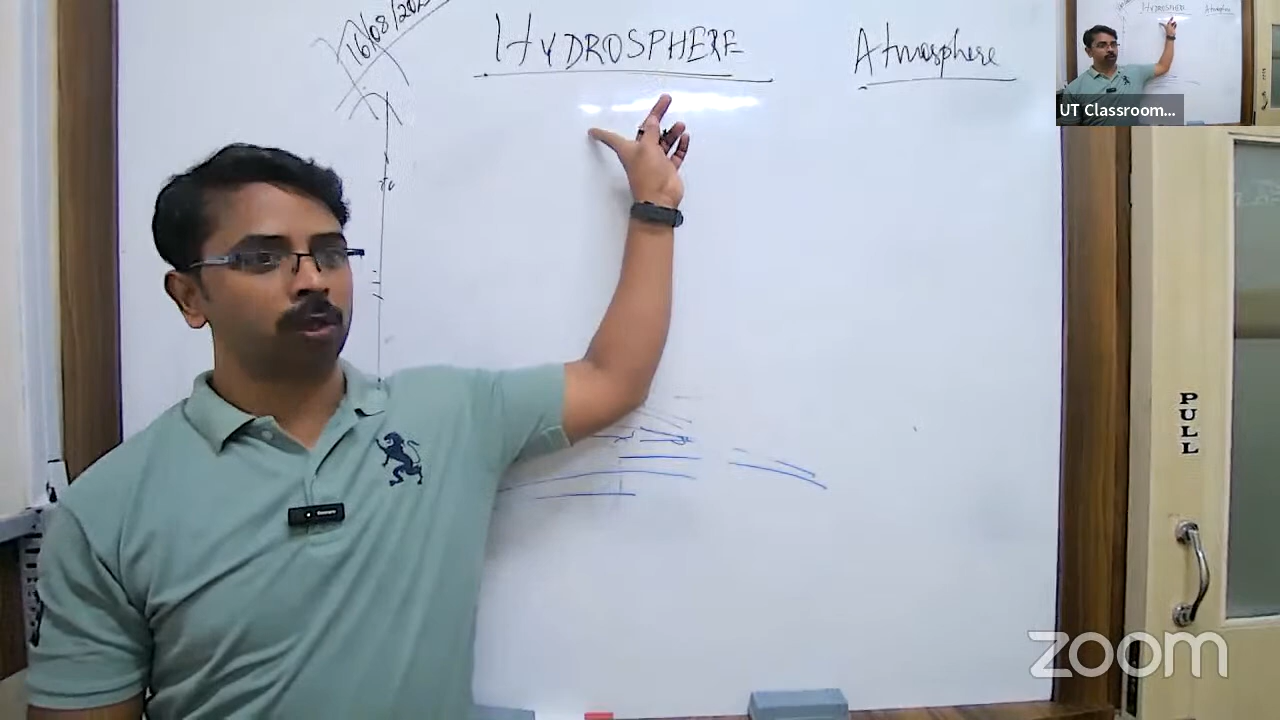 16/08/202
HYDROSPHERE
Atmosphere
UT Classroom...
PULL
zoom